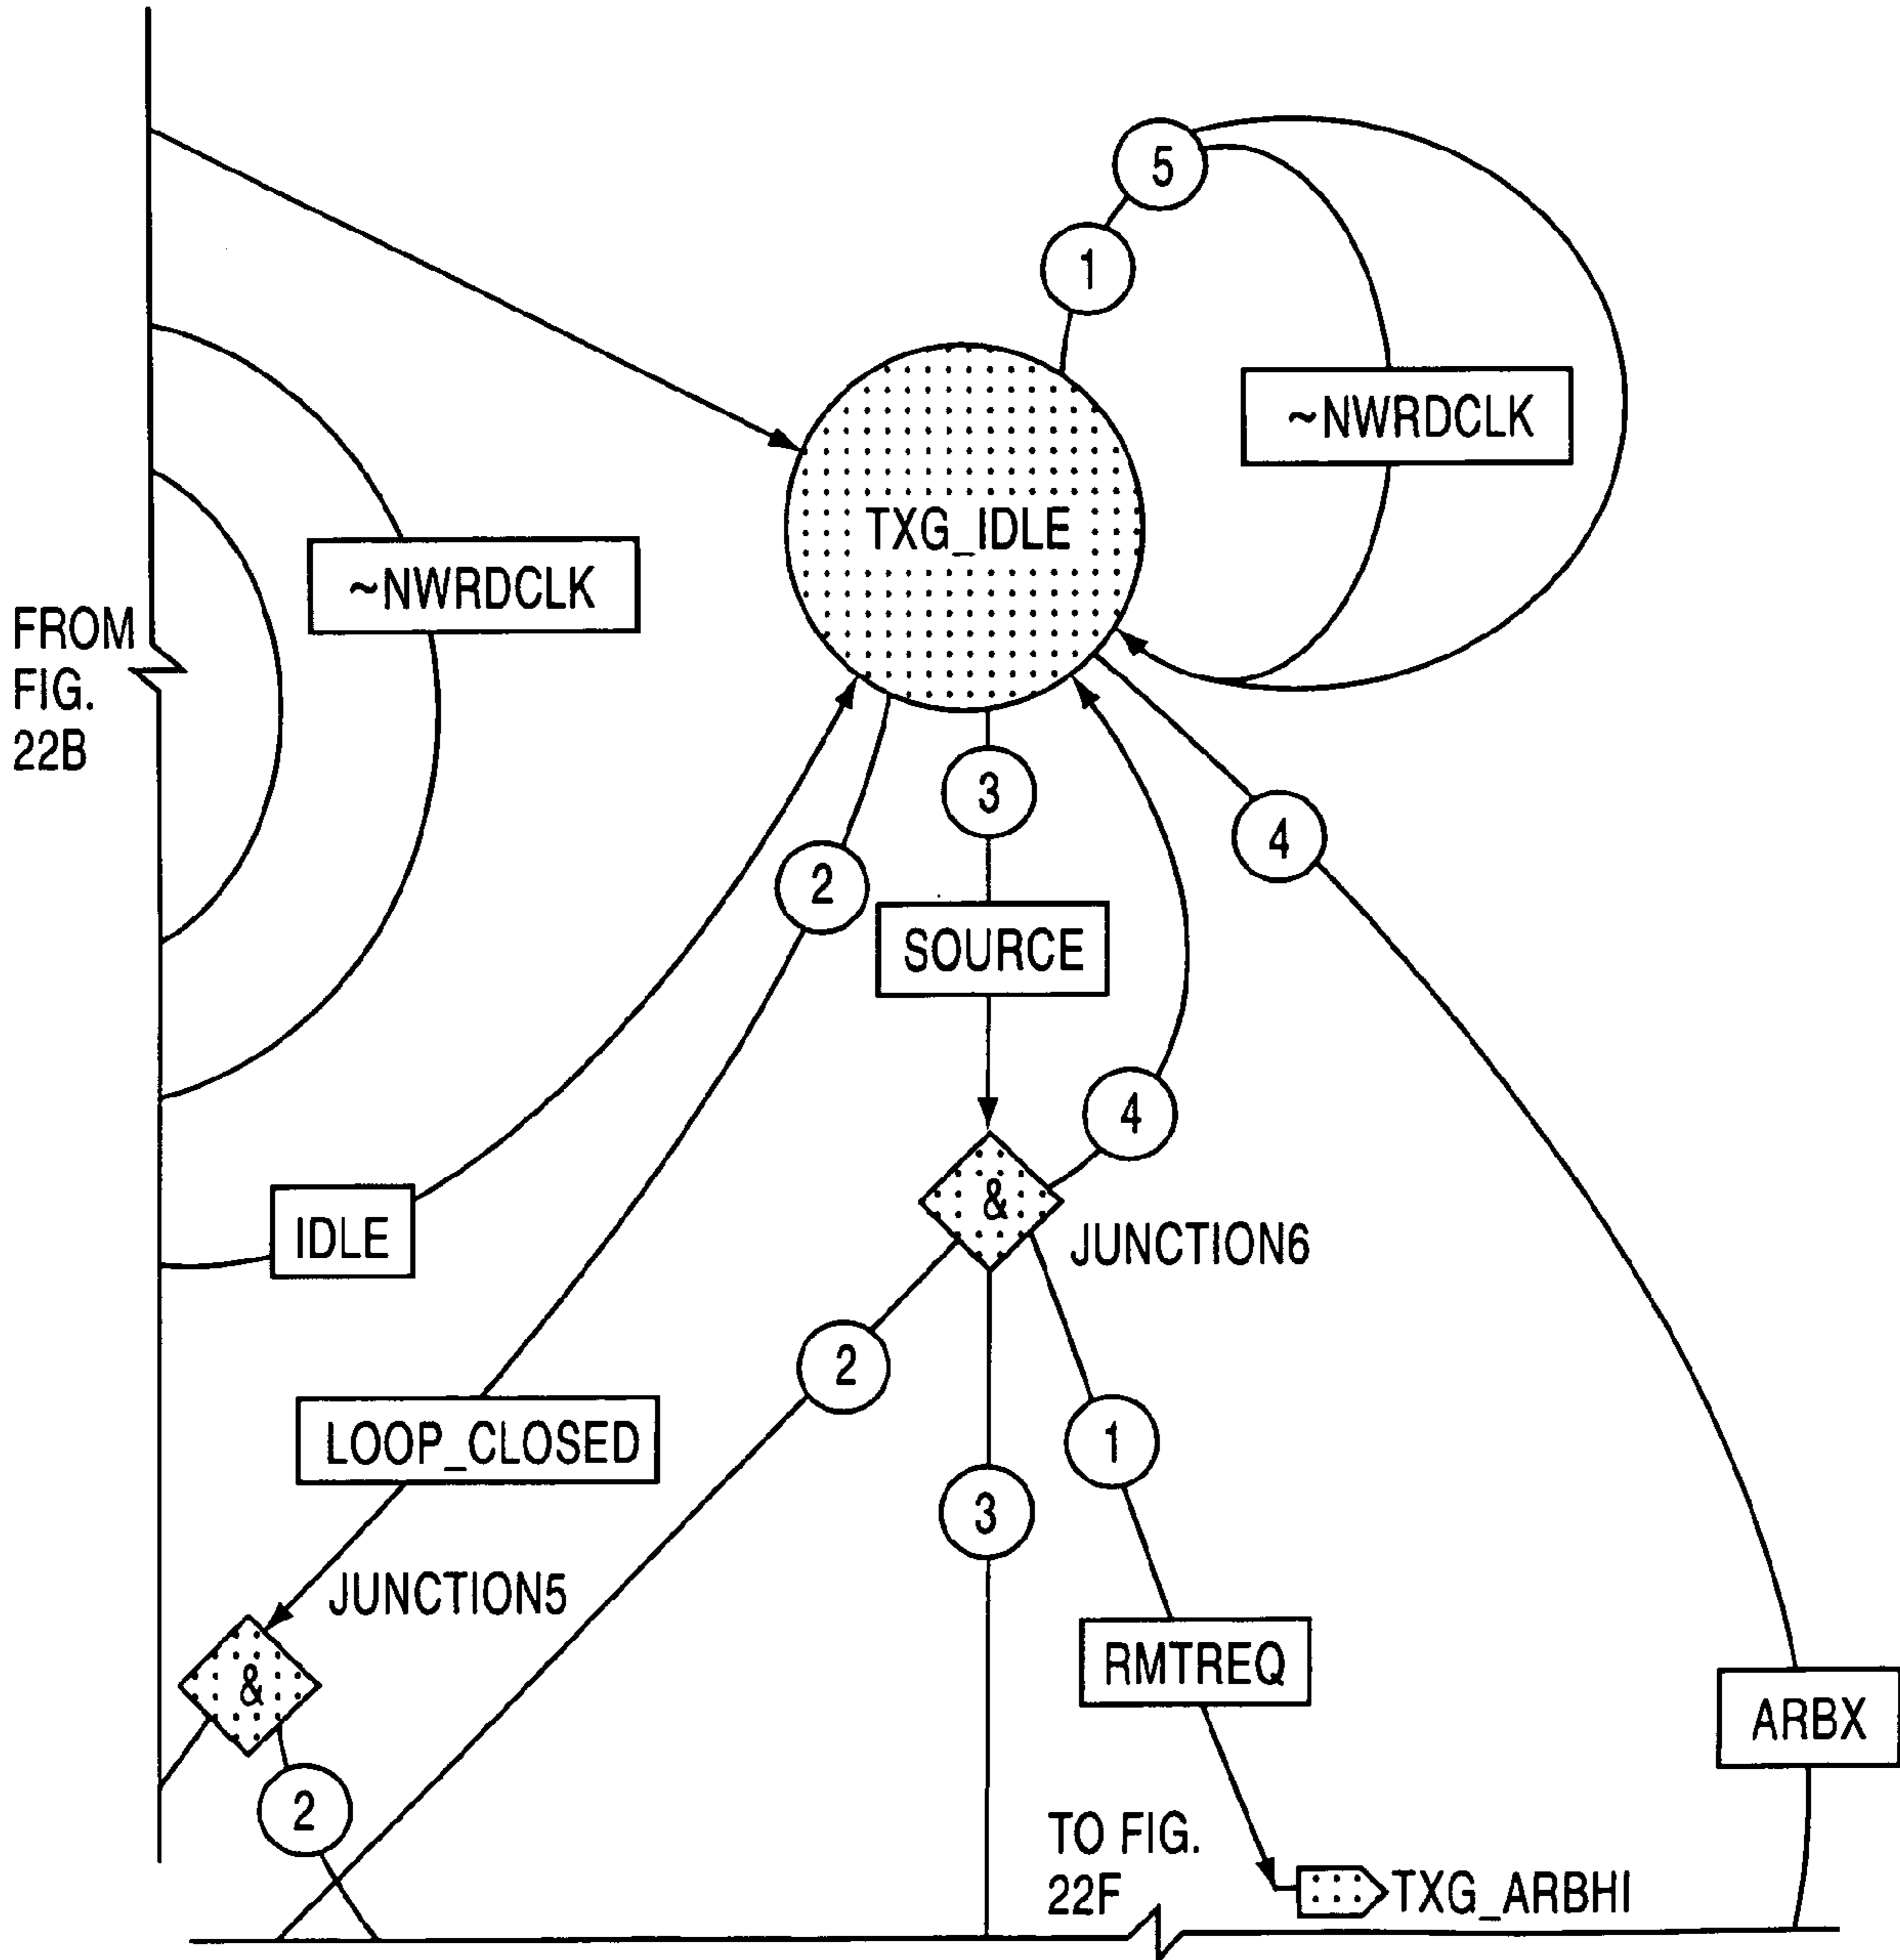 5
1
~NWRDCLK
TXG_IDLE
~NWRDCLK
FROM
FIG.
22B
3
4
2
SOURCE
4
&
IDLE
JUNCTION6
2
LOOP_CLOSED
1
3
JUNCTION5
RMTREQ
&
ARBX
2
TO FIG.
22F
TXG_ARBHI